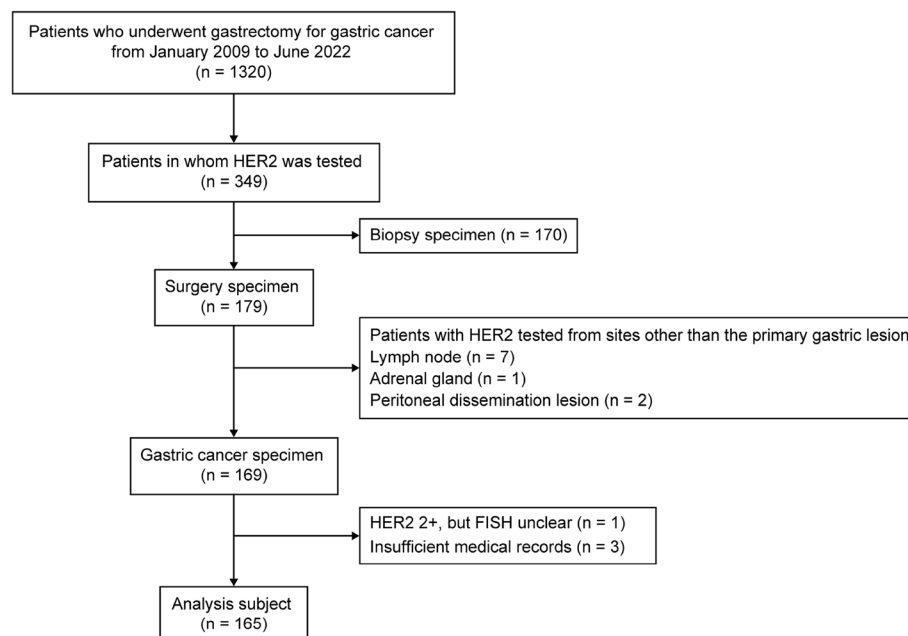 Patients who underwent gastrectomy for gastric cancer
from January 2009 to June 2022
(n = 1320)
Patients in whom HER2 was tested
(n = 349)
Biopsy specimen (n = 170)
Surgery specimen
(n = 179)
Patients with HER2 tested from sites other than the primary gastric lesion
Lymph node (n = 7)
Adrenal gland (n = 1)
Peritoneal dissemination lesion (n = 2)
Gastric cancer specimen
(n = 169)
HER2 2+, but FISH unclear (n = 1)
Insufficient medical records (n = 3)
Analysis subject
(n = 165)